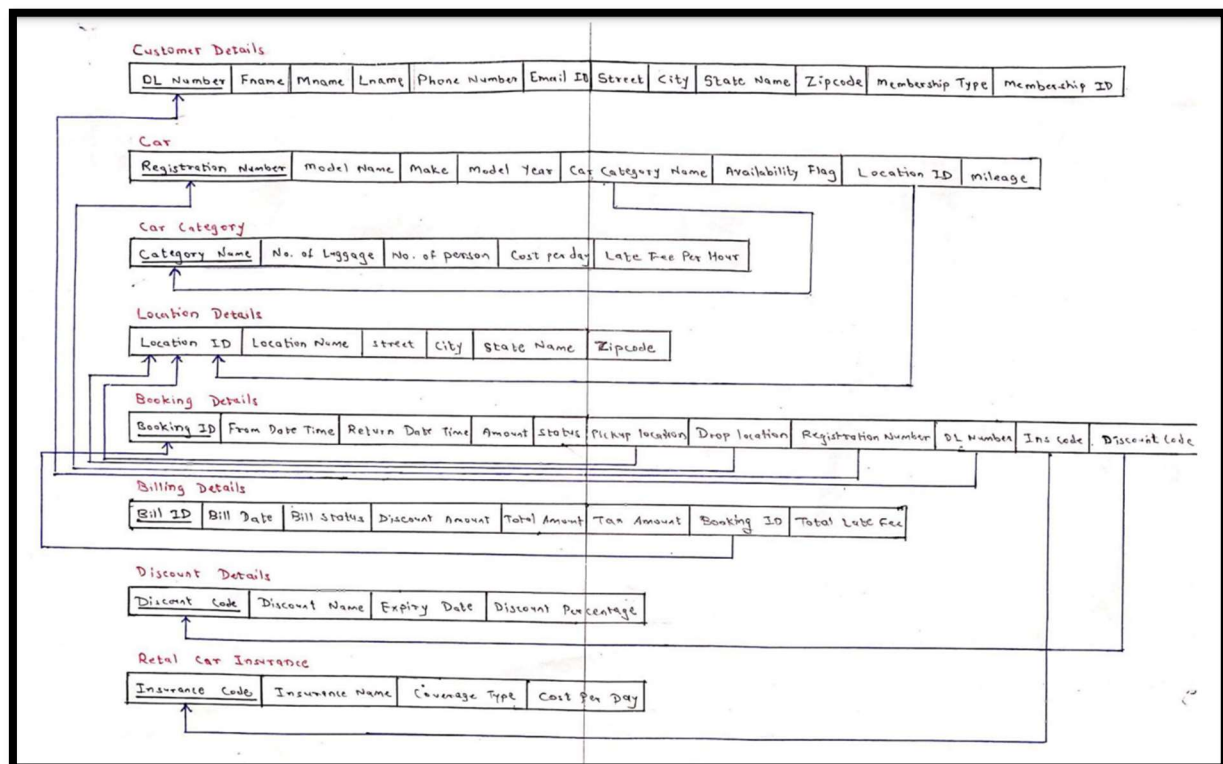 Customer Details
DL Number Fname Mname Lname Phone Number Email ID Street City State Name Zipcode Membership Type Membership ID
Car
Registration Number Model Name Make Model Year Car Category Name Availability Flag Location ID Mileage
Car Category
Category Name No. of Luggage No. of person Cost per day Late Fee Per Hour
Location Details
Location ID Location Name Street City State Name Zipcode
Booking Details
Booking ID From Date Time Return Date Time Amount Status Pickup location Drop location Registration Number DL Number Ins Code Discount Code
Billing Details
Bill ID Bill Date Bill Status Discount Amount Total Amount Tax Amount Booking ID Total Late Fee
Discount Details
Discount Code Discount Name Expiry Date Discount Percentage
Retal Car Insurance
Insurance Code Insurance Name Coverage Type Cost Per Day